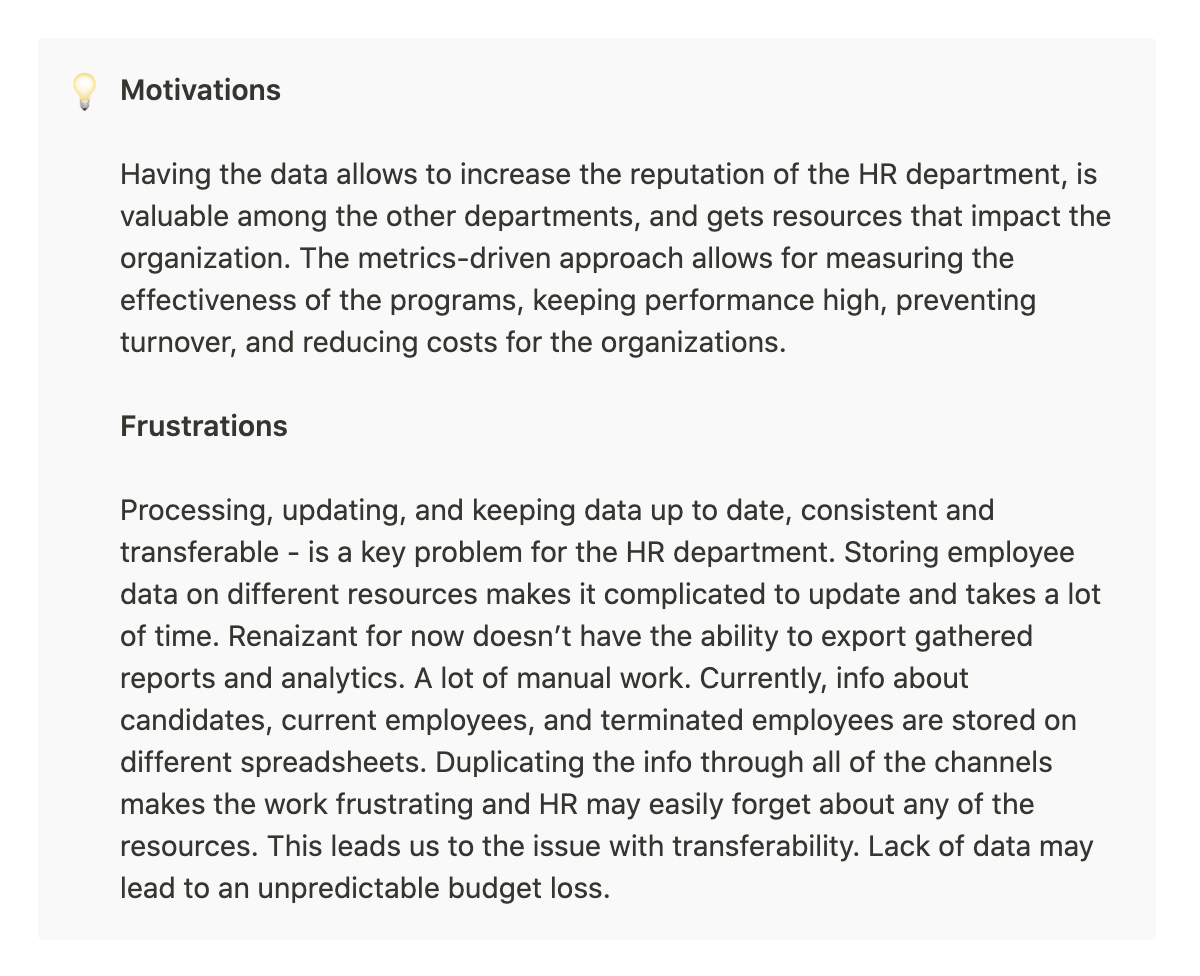 Motivations
Having the data allows to increase the reputation of the HR department, is
valuable among the other departments, and gets resources that impact the
organization. The metrics-driven approach allows for measuring the
effectiveness of the programs, keeping performance high, preventing
turnover, and reducing costs for the organizations.
Frustrations
Processing, updating, and keeping data up to date, consistent and
transferable - is a key problem for the HR department. Storing employee
data on different resources makes it complicated to update and takes a lot
of time. Renaizant for now doesn’t have the ability to export gathered
reports and analytics. A lot of manual work. Currently, info about
candidates, current employees, and terminated employees are stored on
different spreadsheets. Duplicating the info through all of the channels
makes the work frustrating and HR may easily forget about any of the
resources. This leads us to the issue with transferability. Lack of data may
lead to an unpredictable budget loss.